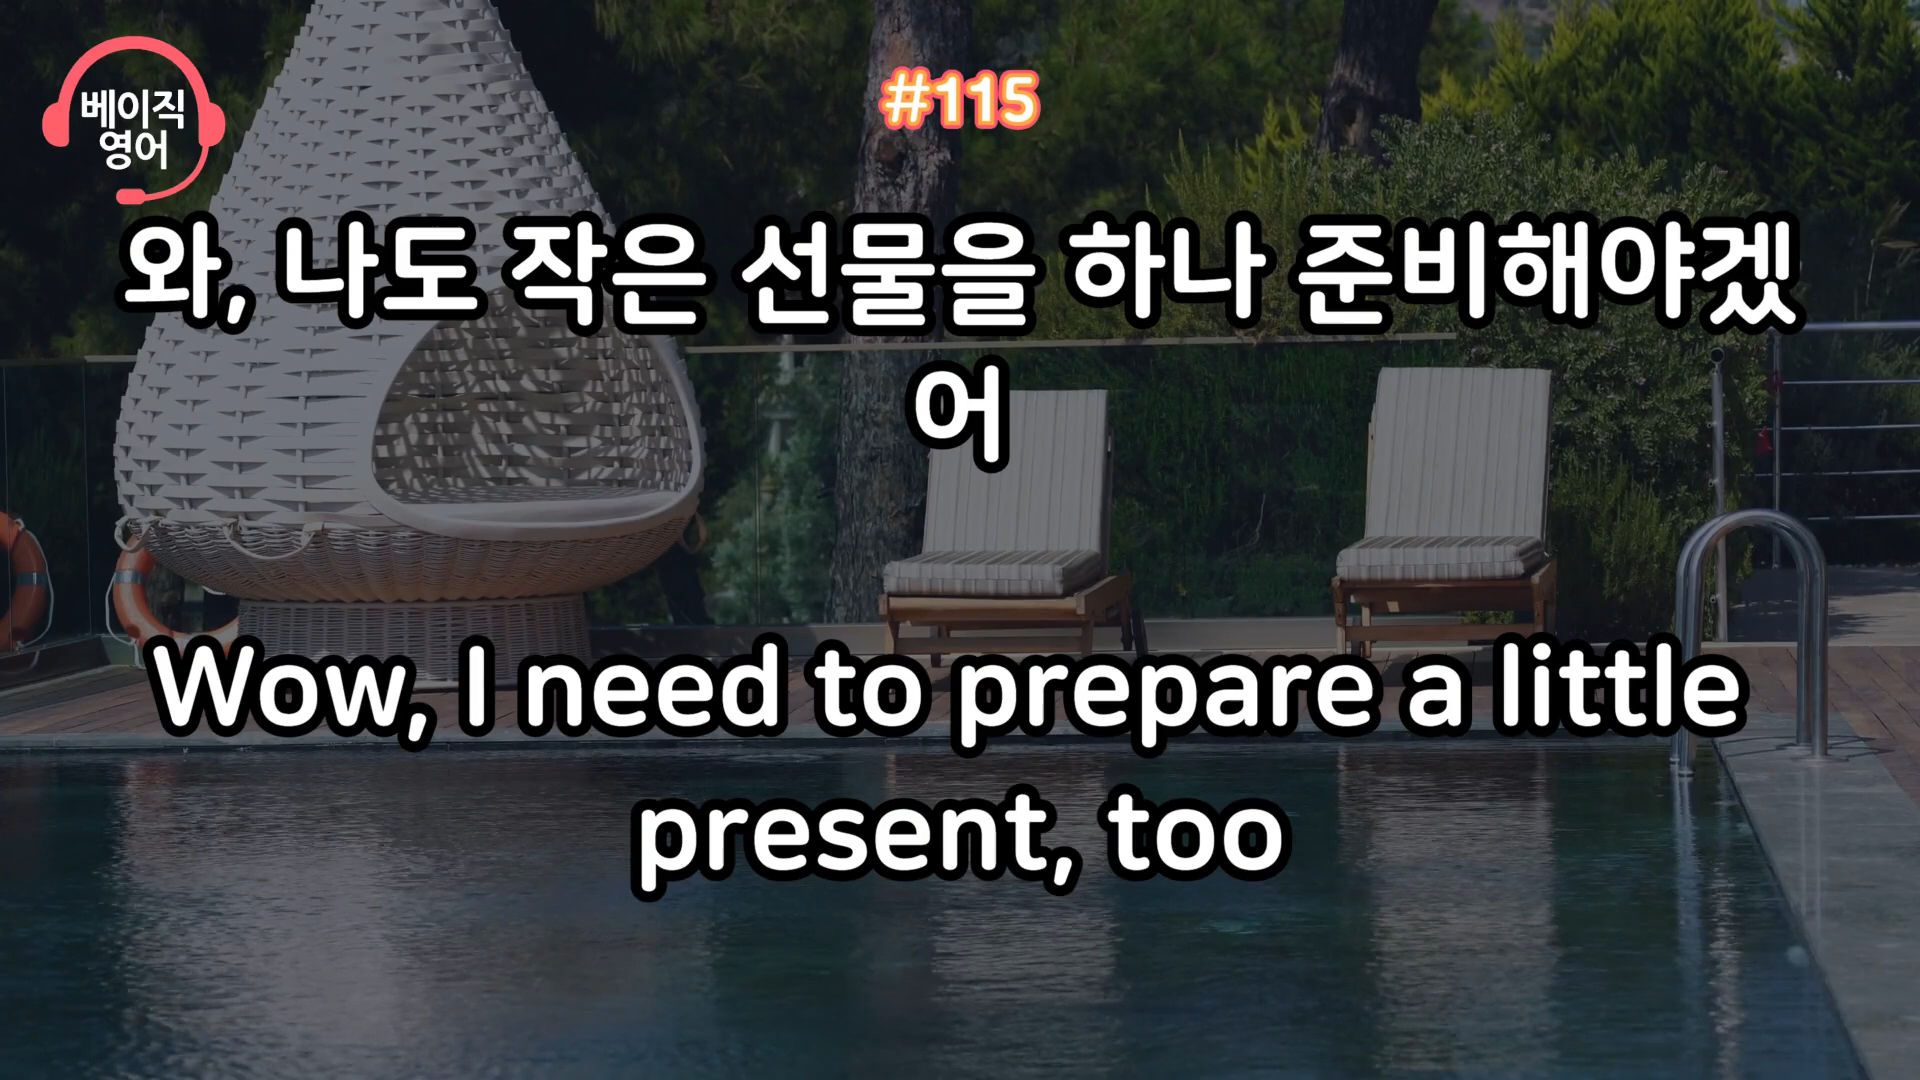 베이직
영어
#115
와, 나도 작은 선물을 하나 준비해야겠
어
Wow, I need to prepare a little
present, too